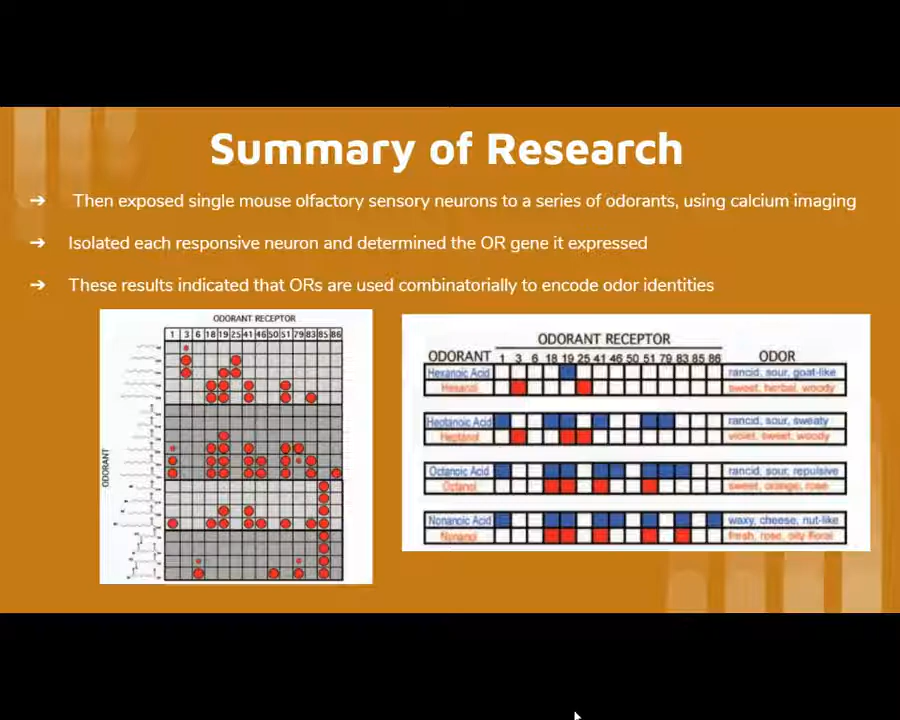 Summary of Research
➔ Then exposed single mouse olfactory sensory neurons to a series of odorants, using calcium imaging
➔ Isolated each responsive neuron and determined the OR gene it expressed
➔ These results indicated that ORs are used combinatorially to encode odor identities
ODORANT RECEPTOR
1 3 6 18 19 25 41 46 50 51 79 83 85 86
ODORANT
ODORANT RECEPTOR
ODORANT 1 3 6 18 19 25 41 46 50 51 79 83 85 86 ODOR
Hexanoic Acid rancid, sour, goat-like
Hexanol sweet, herbal, woody
Heptanoic Acid rancid, sour, sweaty
Heptanol violet, sweet, woody
Octanoic Acid rancid, sour, repulsive
Octanol sweet, orange, rose
Nonanoic Acid waxy, cheese, nut-like
Nonanol fresh, rose, oily floral